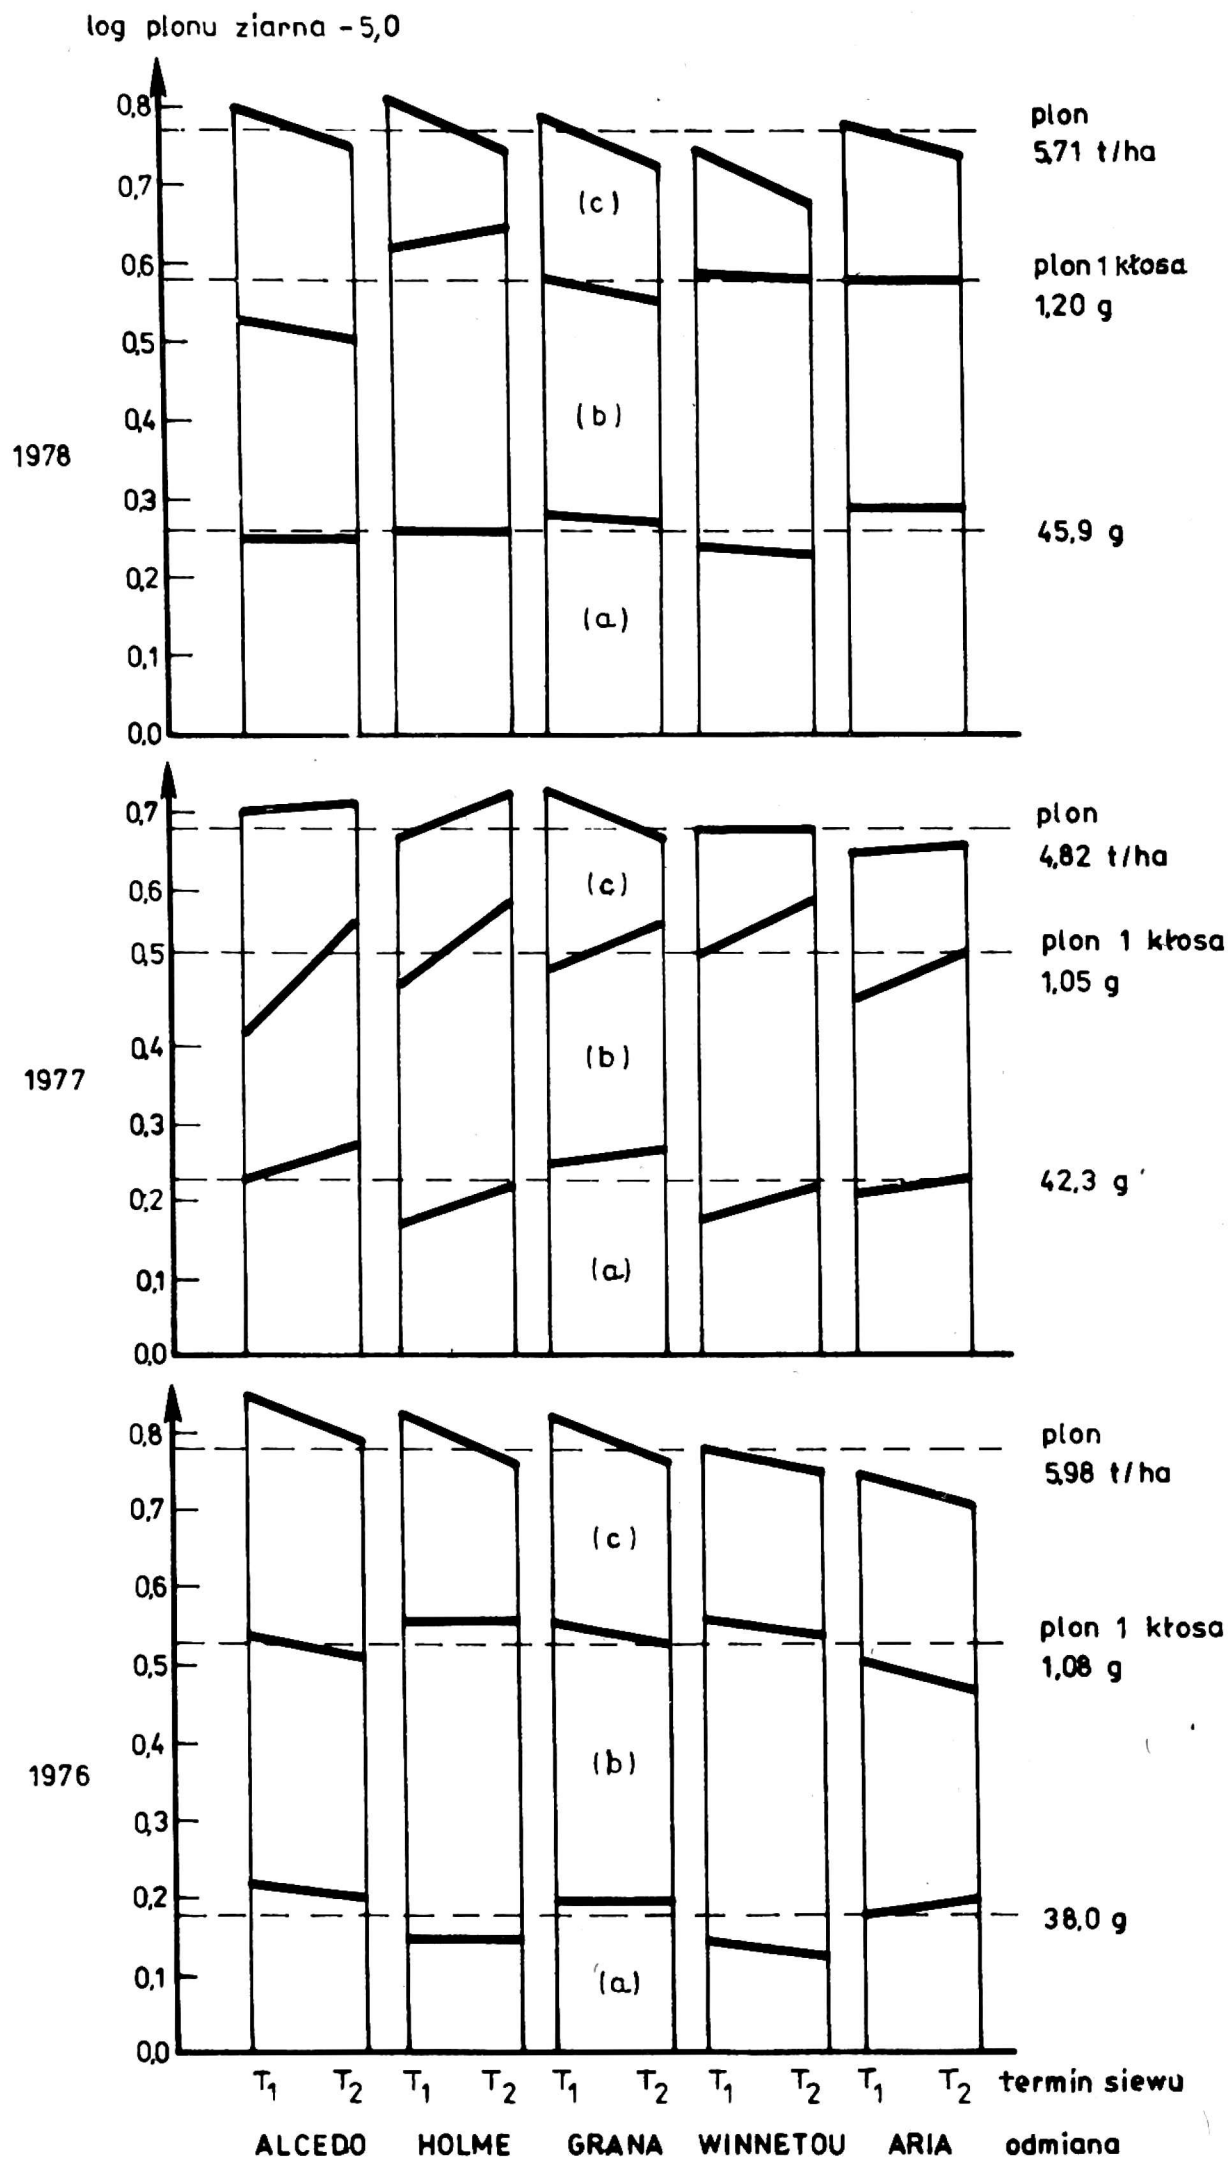 log plonu ziarna - 5,0
0,8
0,7
0,6
0,5
0,4
0,3
0,2
0,1
0,0
1978
(c)
(b)
(a)
plon
5,71 t/ha
plon 1 kłosa
1,20 g
45,9 g
0,7
0,6
0,5
0,4
0,3
0,2
0,1
0,0
1977
(c)
(b)
(a)
plon
4,82 t/ha
plon 1 kłosa
1,05 g
42,3 g
0,8
0,7
0,6
0,5
0,4
0,3
0,2
0,1
0,0
1976
(c)
(b)
(a)
plon
5,98 t/ha
plon 1 kłosa
1,08 g
38,0 g
T1 T2 T1 T2 T1 T2 T1 T2 T1 T2 termin siewu
ALCEDO HOLME GRANA WINNETOU ARIA odmiana